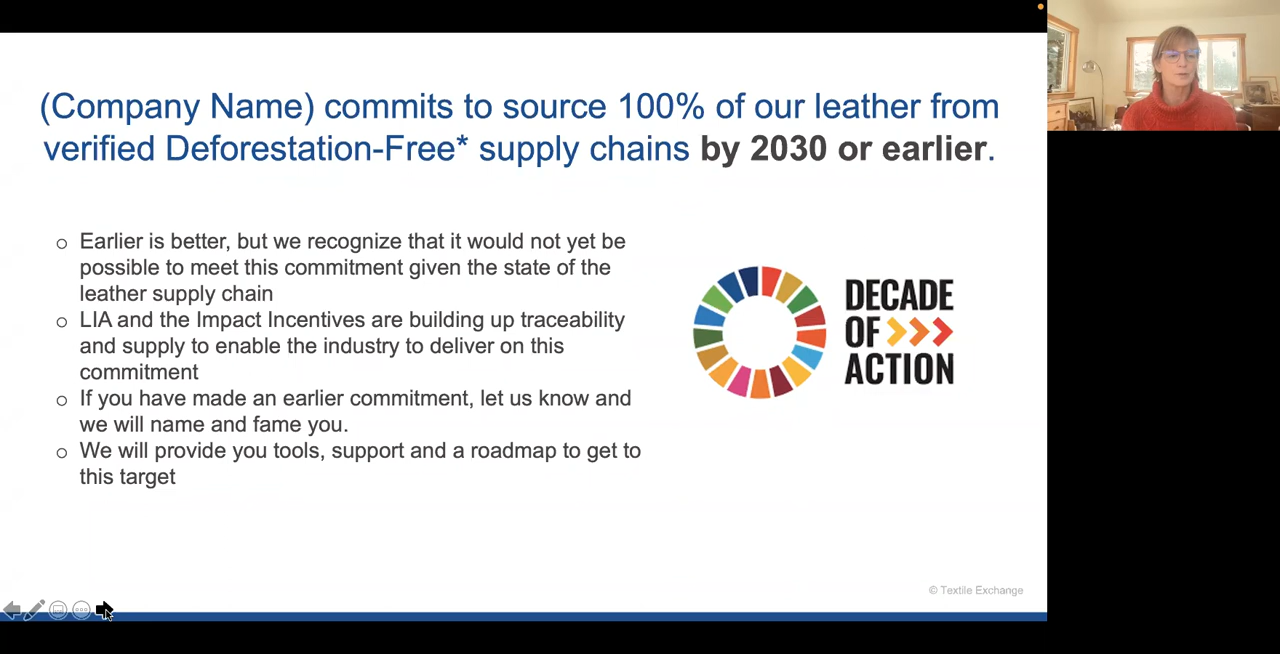 (Company Name) commits to source 100% of our leather from
verified Deforestation-Free* supply chains by 2030 or earlier.
o Earlier is better, but we recognize that it would not yet be
possible to meet this commitment given the state of the
leather supply chain
o LIA and the Impact Incentives are building up traceability
and supply to enable the industry to deliver on this
commitment
o If you have made an earlier commitment, let us know and
we will name and fame you.
o We will provide you tools, support and a roadmap to get to
this target
DECADE
OF
ACTION
© Textile Exchange